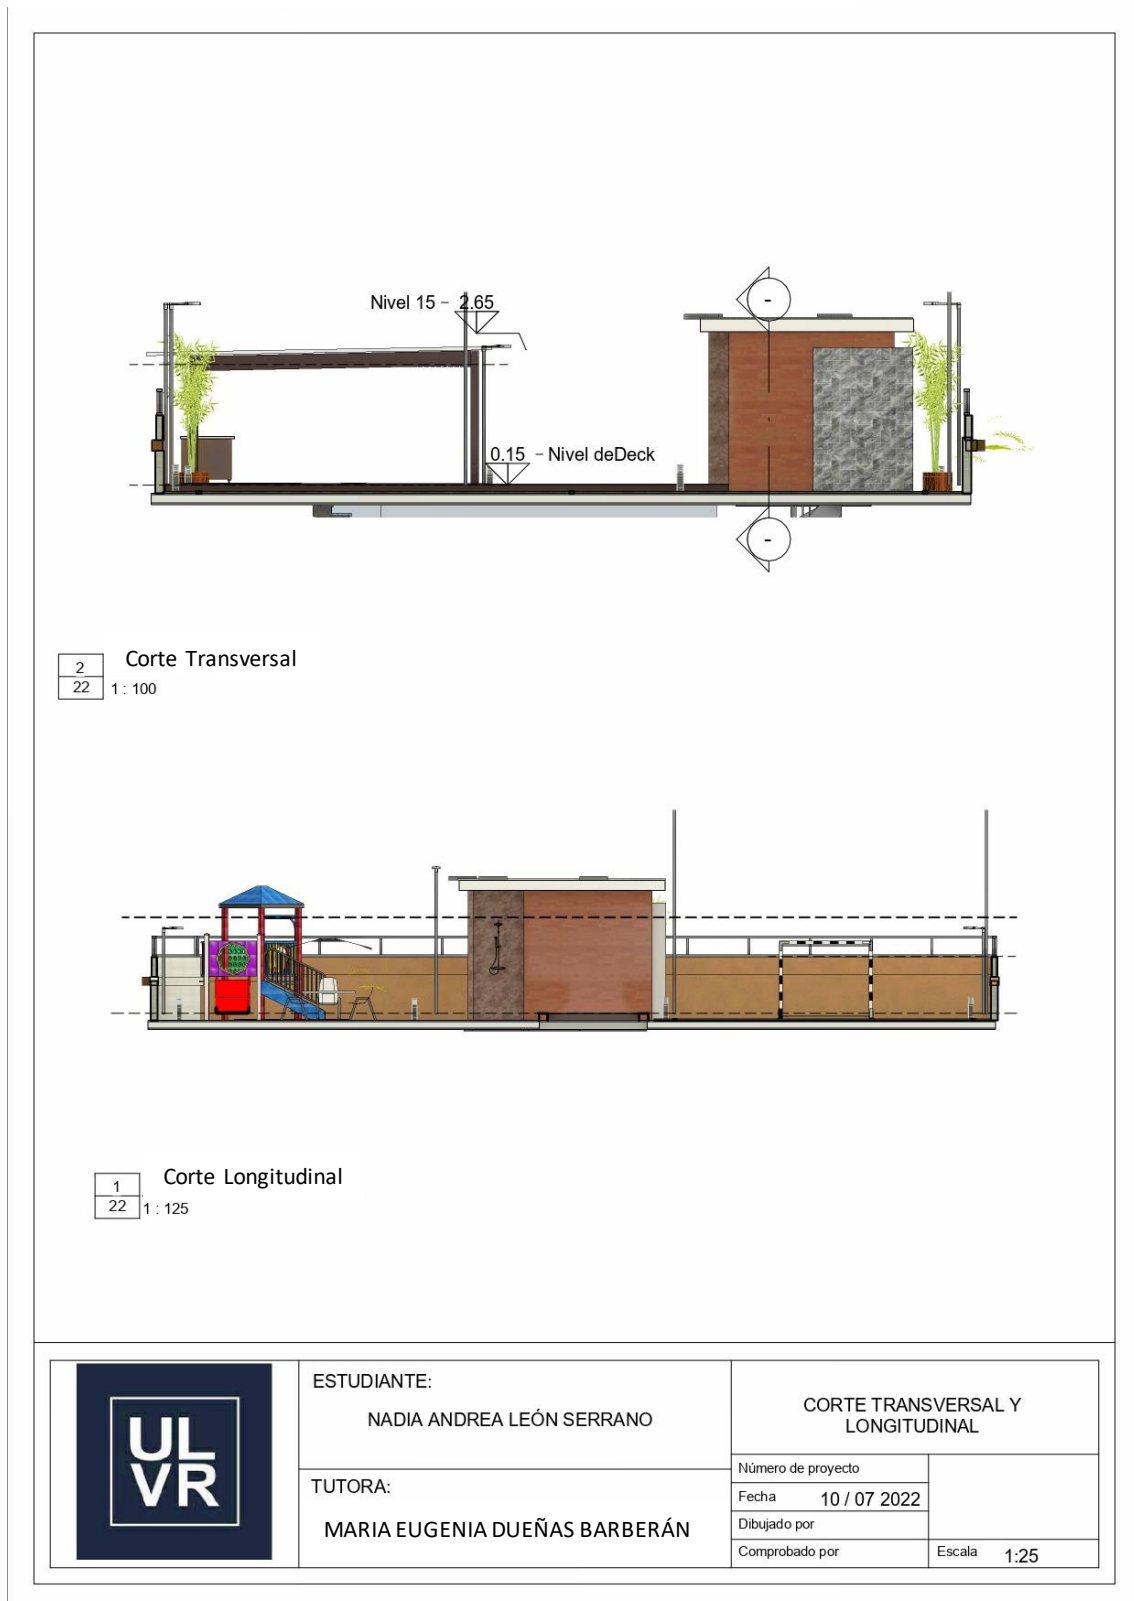 Nivel 15 – 2.65
0.15 – Nivel deDeck
-
-
2
22
Corte Transversal
1 : 100
1
22
Corte Longitudinal
1 : 125
UL
VR
ESTUDIANTE:
NADIA ANDREA LEÓN SERRANO
TUTORA:
MARIA EUGENIA DUEÑAS BARBERÁN
CORTE TRANSVERSAL Y
LONGITUDINAL
Número de proyecto
Fecha 10 / 07 2022
Dibujado por
Comprobado por
Escala 1:25